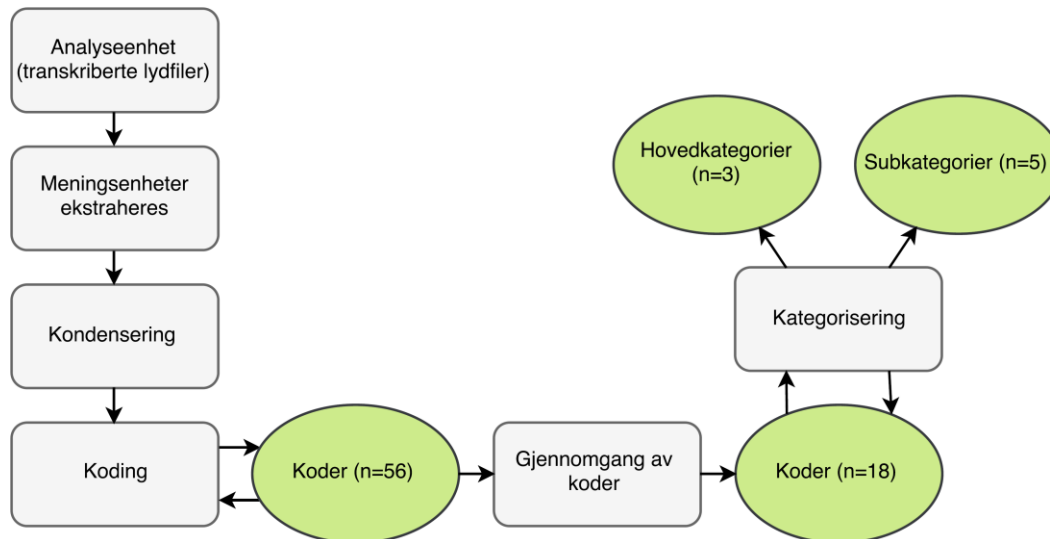 Analyseenhet
(transkriberte lydfiler)
Meningsenheter
ekstraheres
Kondensering
Koding
Koder (n=56)
Gjennomgang av
koder
Koder (n=18)
Kategorisering
Hovedkategorier
(n=3)
Subkategorier (n=5)